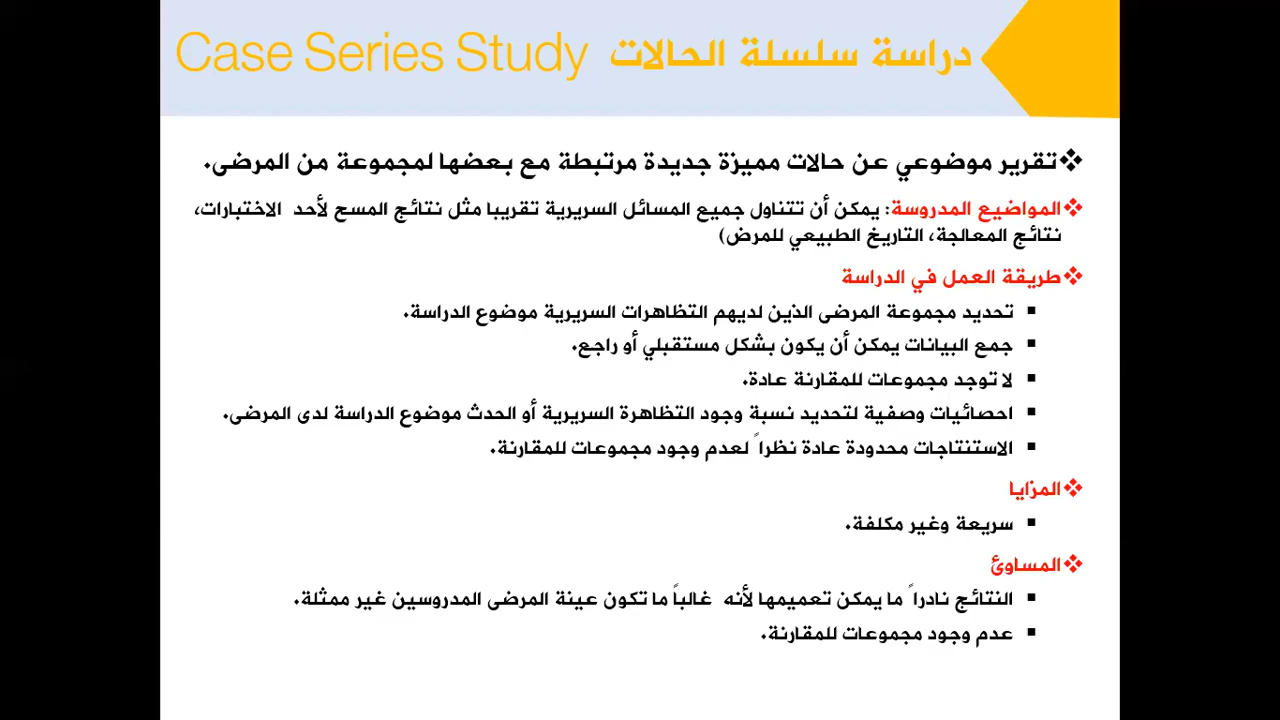 دراسة سلسلة الحالات Case Series Study
❖تقرير موضوعي عن حالات مميزة جديدة مرتبطة مع بعضها لمجموعة من المرضى.
❖المواضيع المدروسة: يمكن أن تتناول جميع المسائل السريرية تقريبا مثل نتائج المسح لأحد الاختبارات،
نتائج المعالجة، التاريخ الطبيعي للمرض)
❖طريقة العمل في الدراسة
▪ تحديد مجموعة المرضى الذين لديهم التظاهرات السريرية موضوع الدراسة.
▪ جمع البيانات يمكن أن يكون بشكل مستقبلي أو راجع.
▪ لا توجد مجموعات للمقارنة عادة.
▪ احصائيات وصفية لتحديد نسبة وجود التظاهرة السريرية أو الحدث موضوع الدراسة لدى المرضى.
▪ الاستنتاجات محدودة عادة نظراً لعدم وجود مجموعات للمقارنة.
❖المزايا
▪ سريعة وغير مكلفة.
❖المساوئ
▪ النتائج نادراً ما يمكن تعميمها لأنه غالباً ما تكون عينة المرضى المدروسين غير ممثلة.
▪ عدم وجود مجموعات للمقارنة.